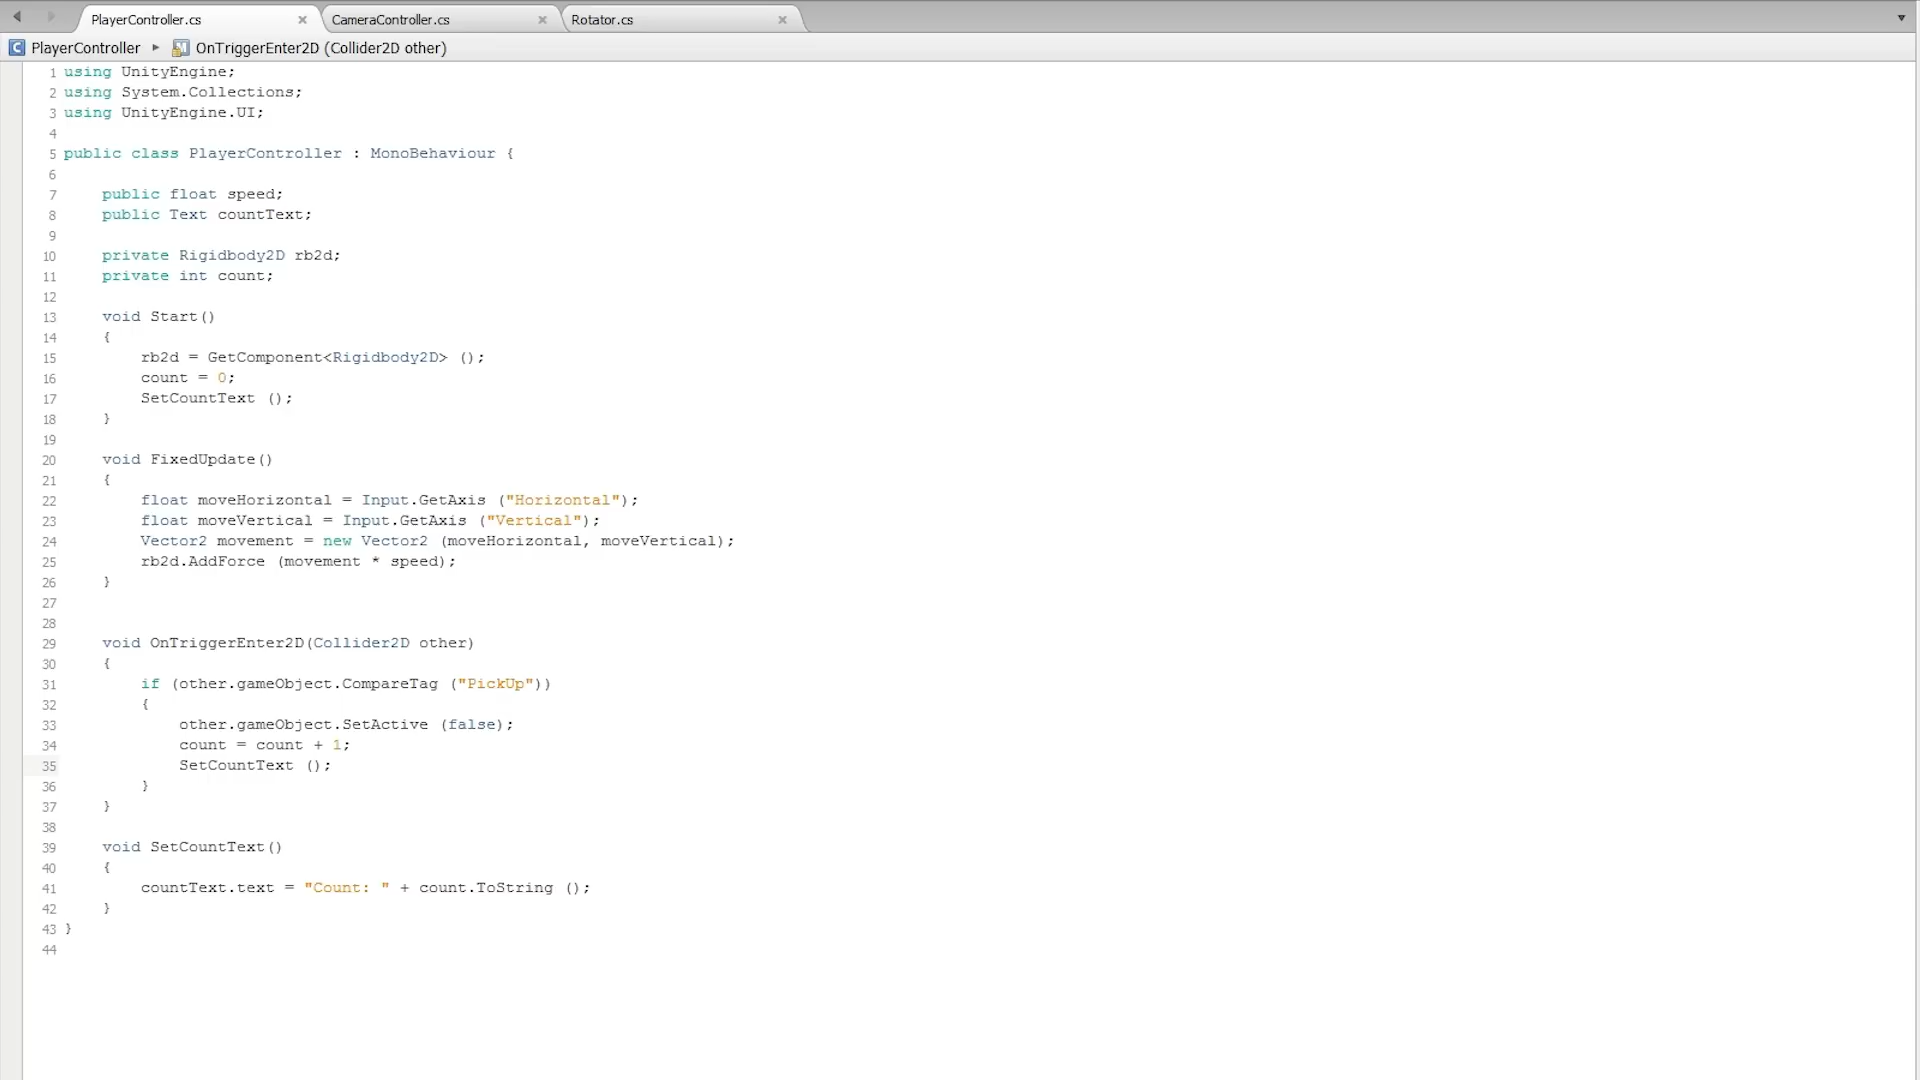 PlayerController.cs
CameraController.cs
Rotator.cs
PlayerController
OnTriggerEnter2D (Collider2D other)
1 using UnityEngine;
2 using System.Collections;
3 using UnityEngine.UI;
4
5 public class PlayerController : MonoBehaviour {
6
7     public float speed;
8     public Text countText;
9
10     private Rigidbody2D rb2d;
11     private int count;
12
13     void Start()
14     {
15         rb2d = GetComponent<Rigidbody2D> ();
16         count = 0;
17         SetCountText ();
18     }
19
20     void FixedUpdate()
21     {
22         float moveHorizontal = Input.GetAxis ("Horizontal");
23         float moveVertical = Input.GetAxis ("Vertical");
24         Vector2 movement = new Vector2 (moveHorizontal, moveVertical);
25         rb2d.AddForce (movement * speed);
26     }
27
28
29     void OnTriggerEnter2D(Collider2D other)
30     {
31         if (other.gameObject.CompareTag ("PickUp"))
32         {
33             other.gameObject.SetActive (false);
34             count = count + 1;
35             SetCountText ();
36         }
37     }
38
39     void SetCountText()
40     {
41         countText.text = "Count: " + count.ToString ();
42     }
43 }
44